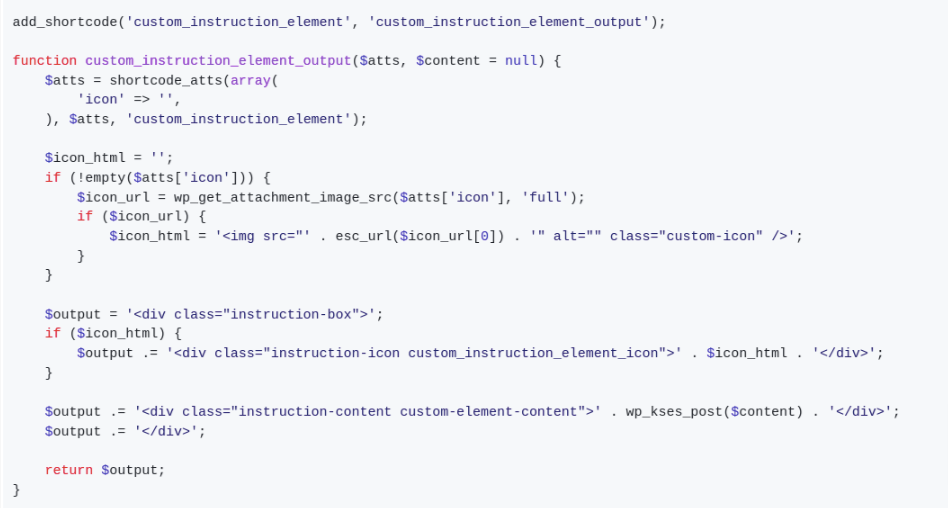 add_shortcode('custom_instruction_element', 'custom_instruction_element_output');
function custom_instruction_element_output($atts, $content = null) {
    $atts = shortcode_atts(array(
        'icon' => '',
    ), $atts, 'custom_instruction_element');
    $icon_html = '';
    if (!empty($atts['icon'])) {
        $icon_url = wp_get_attachment_image_src($atts['icon'], 'full');
        if ($icon_url) {
            $icon_html = '<img src="' . esc_url($icon_url[0]) . '" alt="" class="custom-icon" />';
        }
    }
    $output = '<div class="instruction-box">';
    if ($icon_html) {
        $output .= '<div class="instruction-icon custom_instruction_element_icon">' . $icon_html . '</div>';
    }
    $output .= '<div class="instruction-content custom-element-content">' . wp_kses_post($content) . '</div>';
    $output .= '</div>';
    return $output;
}